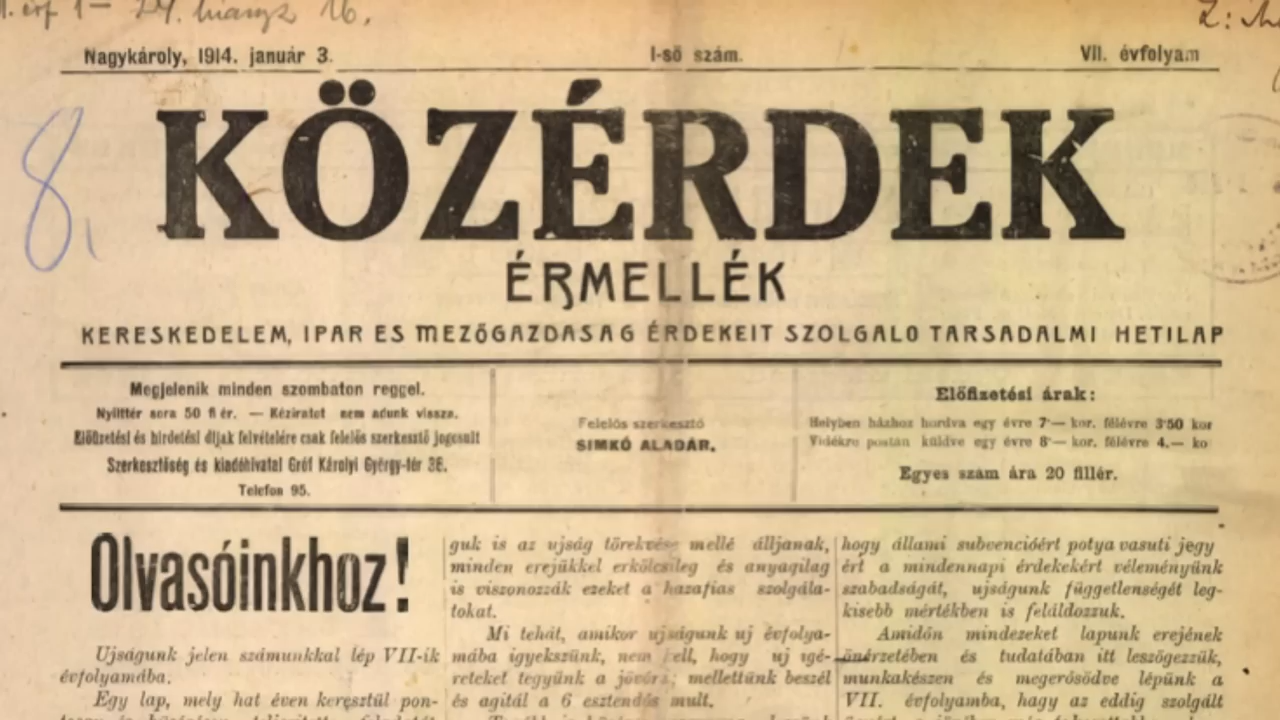 Nagykároly, 1914. január 3.
I-ső szám.
VII. évfolyam
8,
KÖZÉRDEK
ÉRMELLÉK
KERESKEDELEM, IPAR ES MEZŐGAZDASAG ÉRDEKEIT SZOLGALO TARSADALMI HETILAP
Megjelenik minden szombaton reggel.
Nyilttér sora 50 fillér. — Kéziratot nem adunk vissza.
Előfizetési és hirdetési dijak felvételére csak felelős szerkesztő jogosult
Szerkesztőség és kiadóhivatal Gróf Károlyi György-tér 36.
Telefon 95.
Felelős szerkesztő
SIMKÓ ALADÁR.
Előfizetési árak:
Helyben házhoz hordva egy évre 7·— kor. félévre 3·50 kor
Vidékre postán küldve egy évre 8·— kor. félévre 4.— ko
Egyes szám ára 20 fillér.
Olvasóinkhoz!
Ujságunk jelen számunkkal lép VII-ik
évfolyamába.
Egy lap, mely hat éven keresztül pon-
guk is az ujság törekvése mellé álljanak,
minden erejükkel erkölcsileg és anyagilag
is viszonozzák ezeket a hazafias szolgála-
tokat.
Mi tehát, amikor ujságunk uj évfolya-
mába igyekszünk, nem kell, hogy uj igé-
reteket tegyünk a jövőre; mellettünk beszél
és agitál a 6 esztendős mult.
hogy állami subvencióért potya vasuti jegy
ért a mindennapi érdekekért véleményünk
szabadságát, ujságunk függetlenségét leg-
kisebb mértékben is feláldozzuk.
Amidőn mindezeket lapunk erejének
önérzetében és tudatában itt leszögezzük,
munkakészen és megerősödve lépünk a
VII. évfolyamba, hagy az eddig szolgált